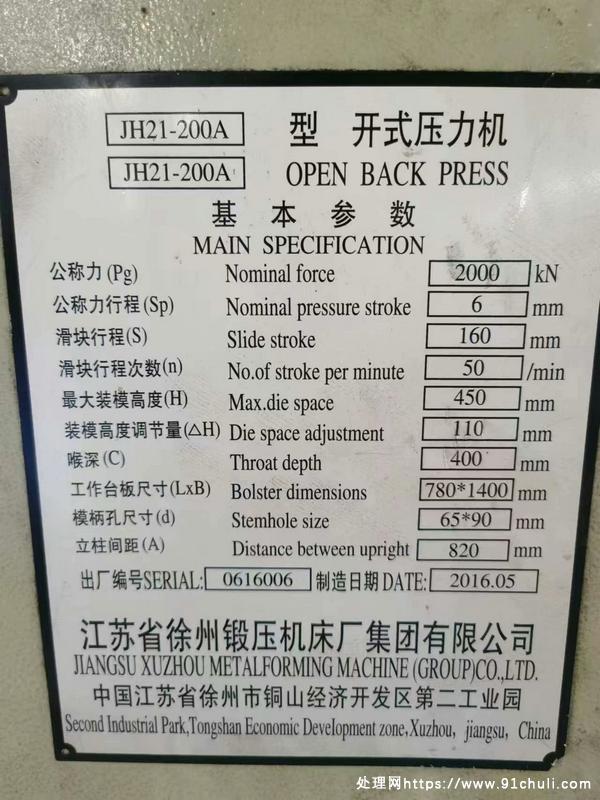 JH21-200A 型 开式压力机
JH21-200A OPEN BACK PRESS
基本参数
MAIN SPECIFICATION
公称力(Pg) Nominal force 2000 kN
公称力行程(Sp) Nominal pressure stroke 6 mm
滑块行程(S) Slide stroke 160 mm
滑块行程次数(n) No.of stroke per minute 50 /min
最大装模高度(H) Max.die space 450 mm
装模高度调节量(△H) Die space adjustment 110 mm
喉深(C) Throat depth 400 mm
工作台板尺寸(LxB) Bolster dimensions 780*1400 mm
模柄孔尺寸(d) Stemhole size 65*90 mm
立柱间距(A) Distance between upright 820 mm
出厂编号SERIAL: 0616006 制造日期DATE: 2016.05
江苏省徐州锻压机床厂集团有限公司
JIANGSU XUZHOU METALFORMING MACHINE (GROUP)CO.,LTD.
中国江苏省徐州市铜山经济开发区第二工业园
Second Industrial Park,Tongshan Economic Development zone,Xuzhou, jiangsu, China
处理网https://www.91chuli.com/